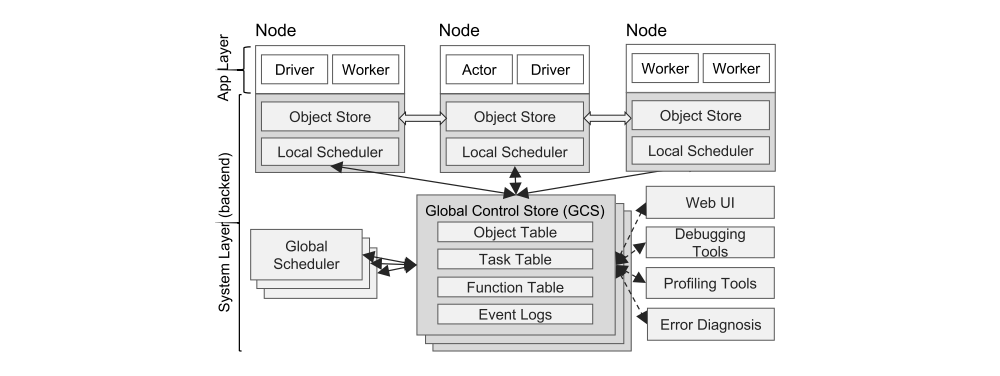 Node
Node
Node
App Layer
Driver
Worker
Actor
Driver
Worker
Worker
Object Store
Object Store
Object Store
Local Scheduler
Local Scheduler
Local Scheduler
System Layer (backend)
Global
Scheduler
Global Control Store (GCS)
Object Table
Task Table
Function Table
Event Logs
Web UI
Debugging
Tools
Profiling Tools
Error Diagnosis